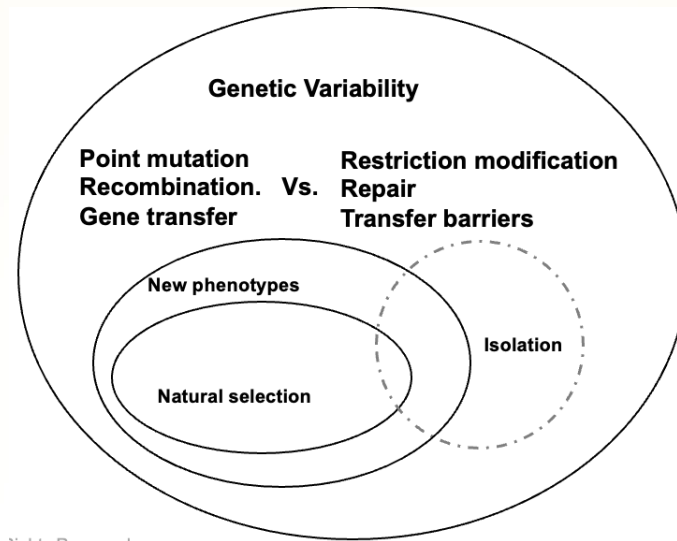 Genetic Variability
Point mutation
Recombination. Vs.
Gene transfer
Restriction modification
Repair
Transfer barriers
New phenotypes
Isolation
Natural selection